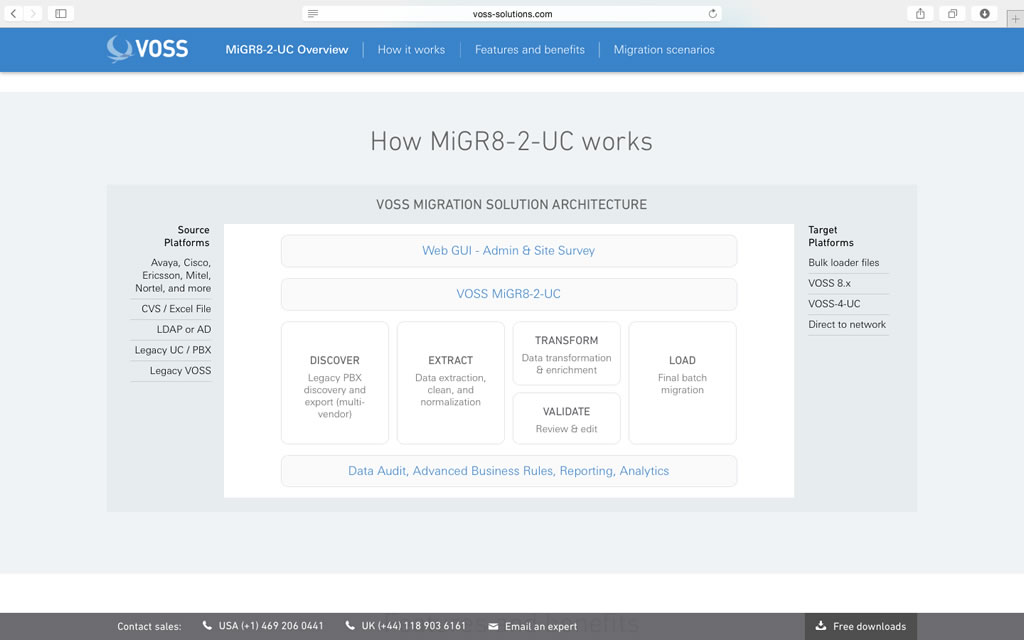 voss-solutions.com
VOSS
MiGR8-2-UC Overview
How it works
Features and benefits
Migration scenarios
How MiGR8-2-UC works
VOSS MIGRATION SOLUTION ARCHITECTURE
Source
Platforms
Avaya, Cisco,
Ericsson, Mitel,
Nortel, and more
CVS / Excel File
LDAP or AD
Legacy UC / PBX
Legacy VOSS
Web GUI - Admin & Site Survey
VOSS MiGR8-2-UC
DISCOVER
Legacy PBX
discovery and
export (multi-
vendor)
EXTRACT
Data extraction,
clean, and
normalization
TRANSFORM
Data transformation
& enrichment
VALIDATE
Review & edit
LOAD
Final batch
migration
Data Audit, Advanced Business Rules, Reporting, Analytics
Target
Platforms
Bulk loader files
VOSS 8.x
VOSS-4-UC
Direct to network
Contact sales:
USA (+1) 469 206 0441
UK (+44) 118 903 6161
Email an expert
Free downloads